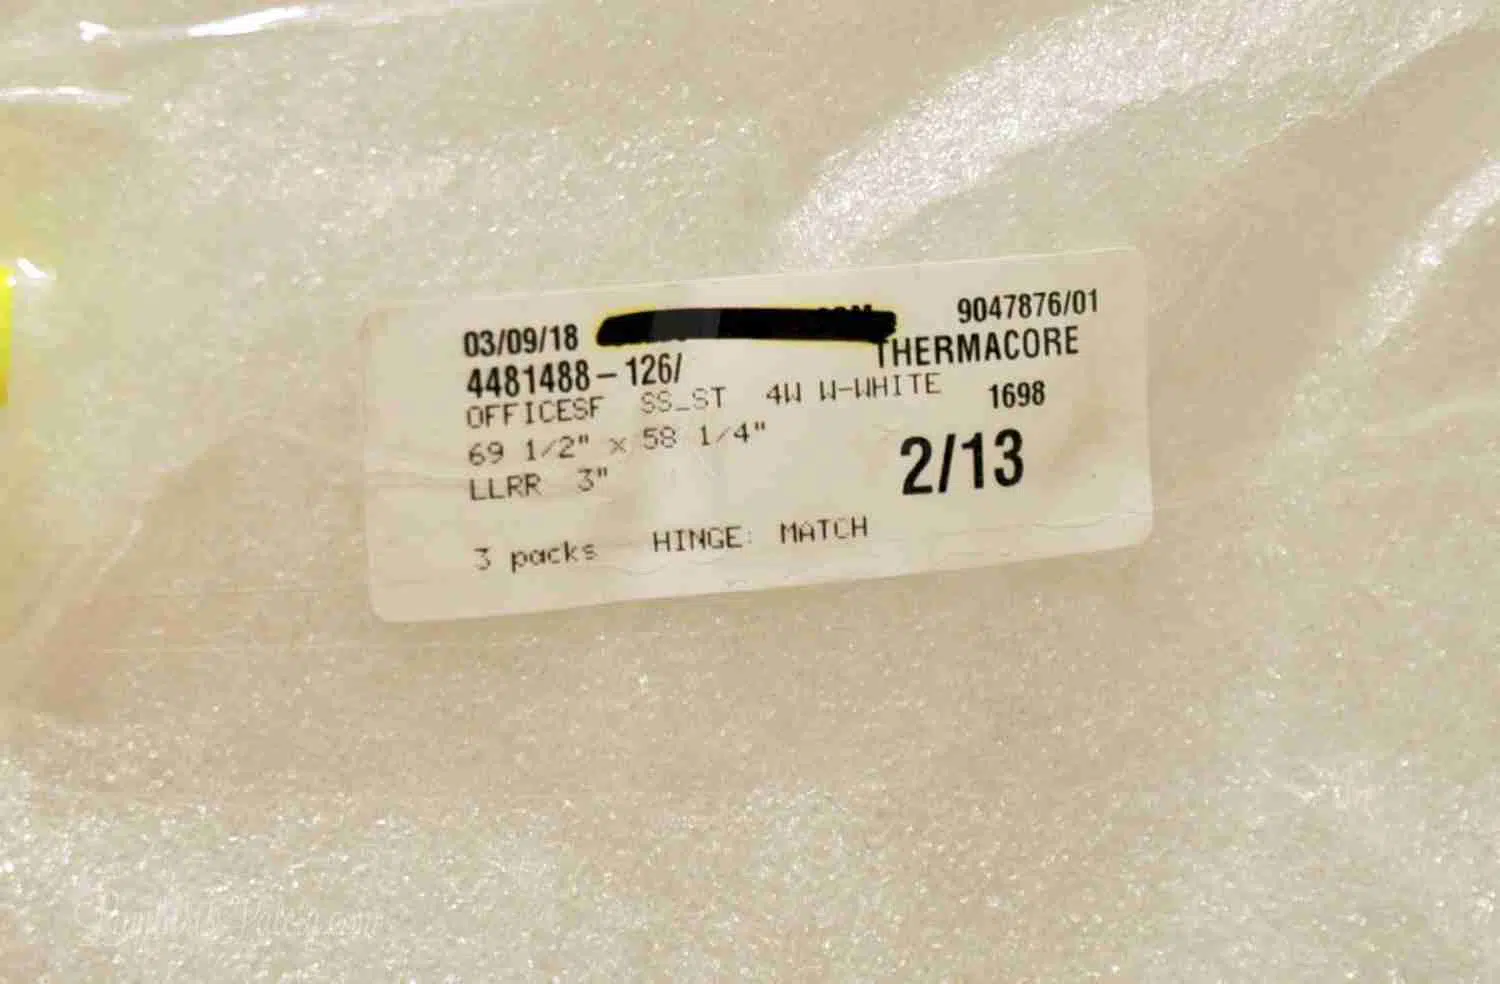 03/09/18 9047876/01
4481488-126/ THERMACORE
OFFICESF SS_ST 4W W-WHITE 1698
69 1/2" x 58 1/4"
LLRR 3" 2/13
3 packs HINGE: MATCH